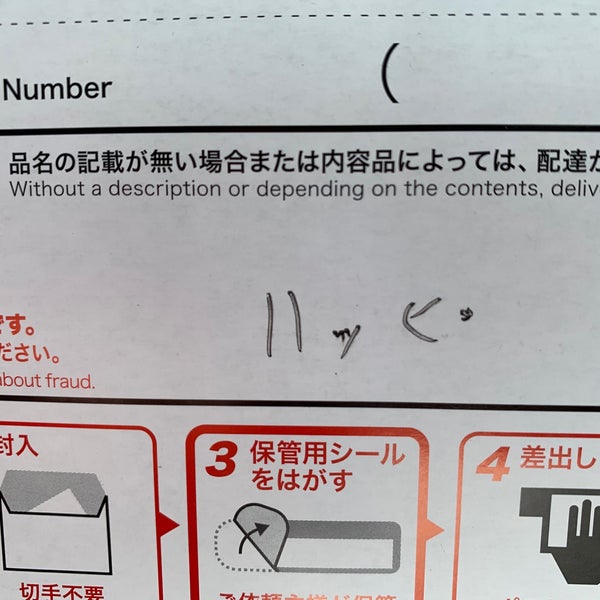 Number (
品名の記載が無い場合または内容品によっては、配達が
Without a description or depending on the contents, deliv
です。
ださい。
about fraud.
封入
切手不要
3 保管用シール
をはがす
4 差出し